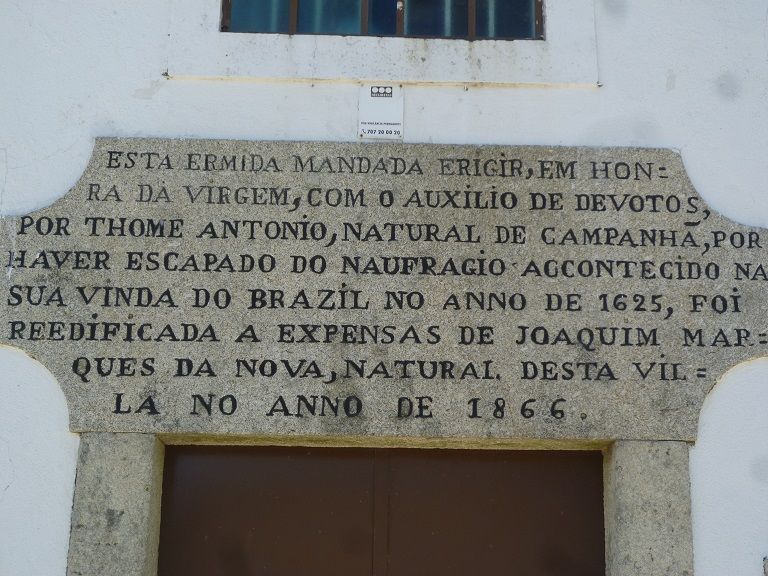 707 20 00 20
ESTA ERMIDA MANDADA ERIGIR, EM HON=
RA DA VIRGEM, COM O AUXILIO DE DEVOTOS,
POR THOME ANTONIO, NATURAL DE CAMPANHÃ, POR
HAVER ESCAPADO DO NAUFRAGIO ACCONTECIDO NA
SUA VINDA DO BRAZIL NO ANNO DE 1625, FOI
REEDIFICADA A EXPENSAS DE JOAQUIM MAR=
QUES DA NOVA, NATURAL DESTA VIL=
LA NO ANNO DE 1866.